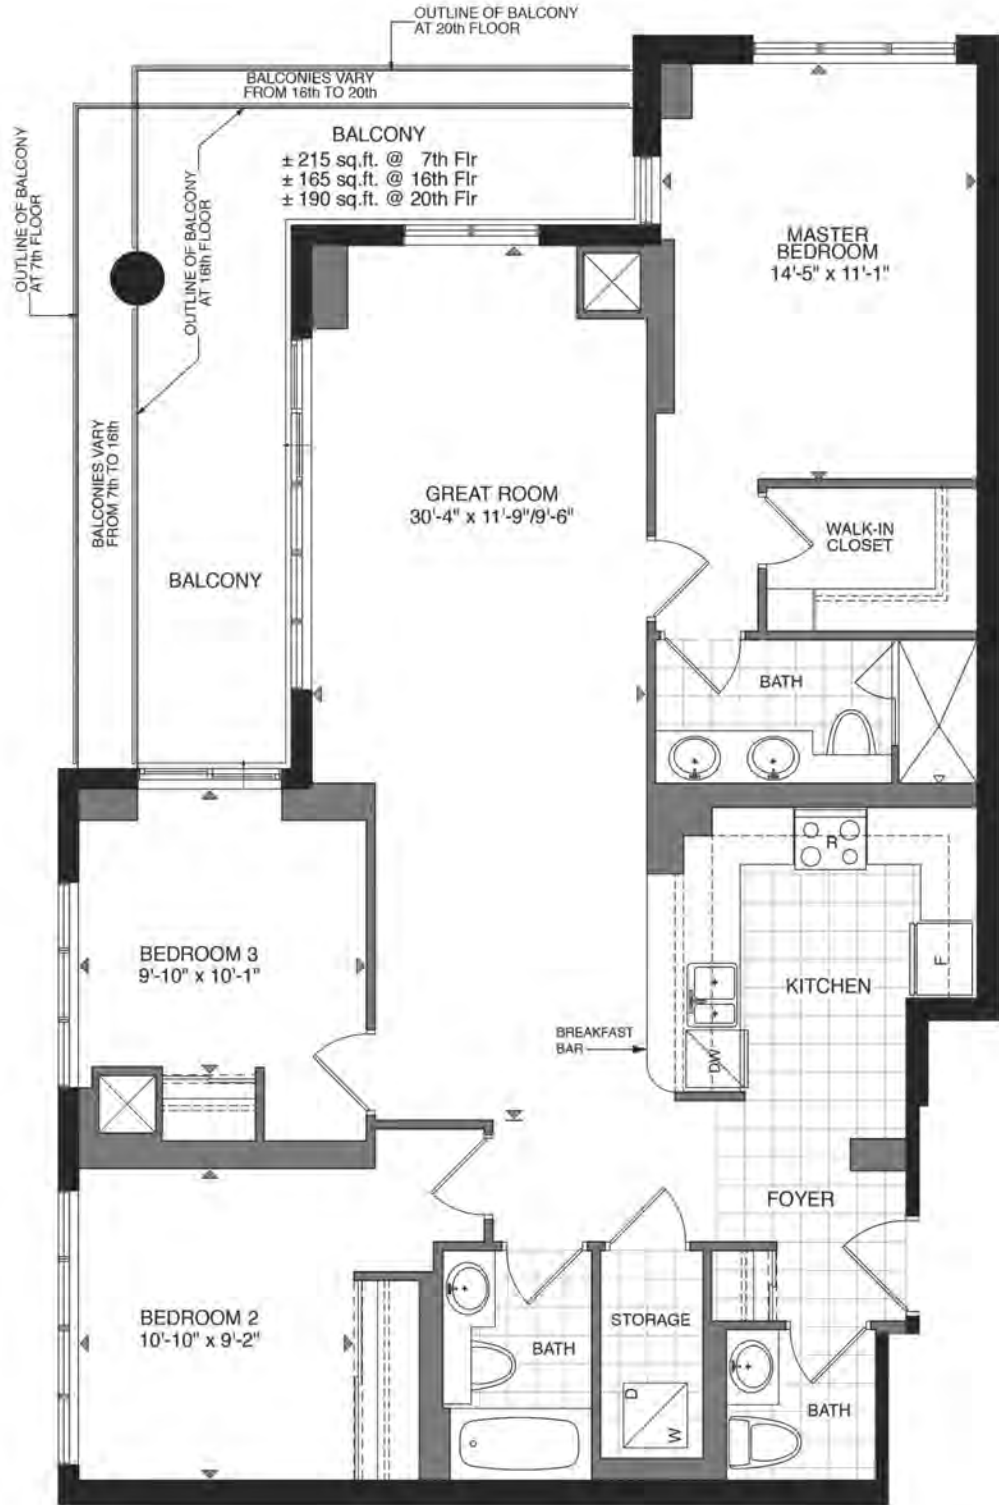 OUTLINE OF BALCONY
AT 20th FLOOR
BALCONIES VARY
FROM 16th TO 20th
BALCONY
± 215 sq.ft. @ 7th Flr
± 165 sq.ft. @ 16th Flr
± 190 sq.ft. @ 20th Flr
OUTLINE OF BALCONY
AT 7th FLOOR
OUTLINE OF BALCONY
AT 16th FLOOR
MASTER
BEDROOM
14'-5" x 11'-1"
BALCONIES VARY
FROM 7th TO 16th
GREAT ROOM
30'-4" x 11'-9"/9'-6"
WALK-IN
CLOSET
BALCONY
BATH
R
BEDROOM 3
9'-10" x 10'-1"
F
KITCHEN
BREAKFAST
BAR
DW
FOYER
BEDROOM 2
10'-10" x 9'-2"
STORAGE
BATH
D
W
BATH